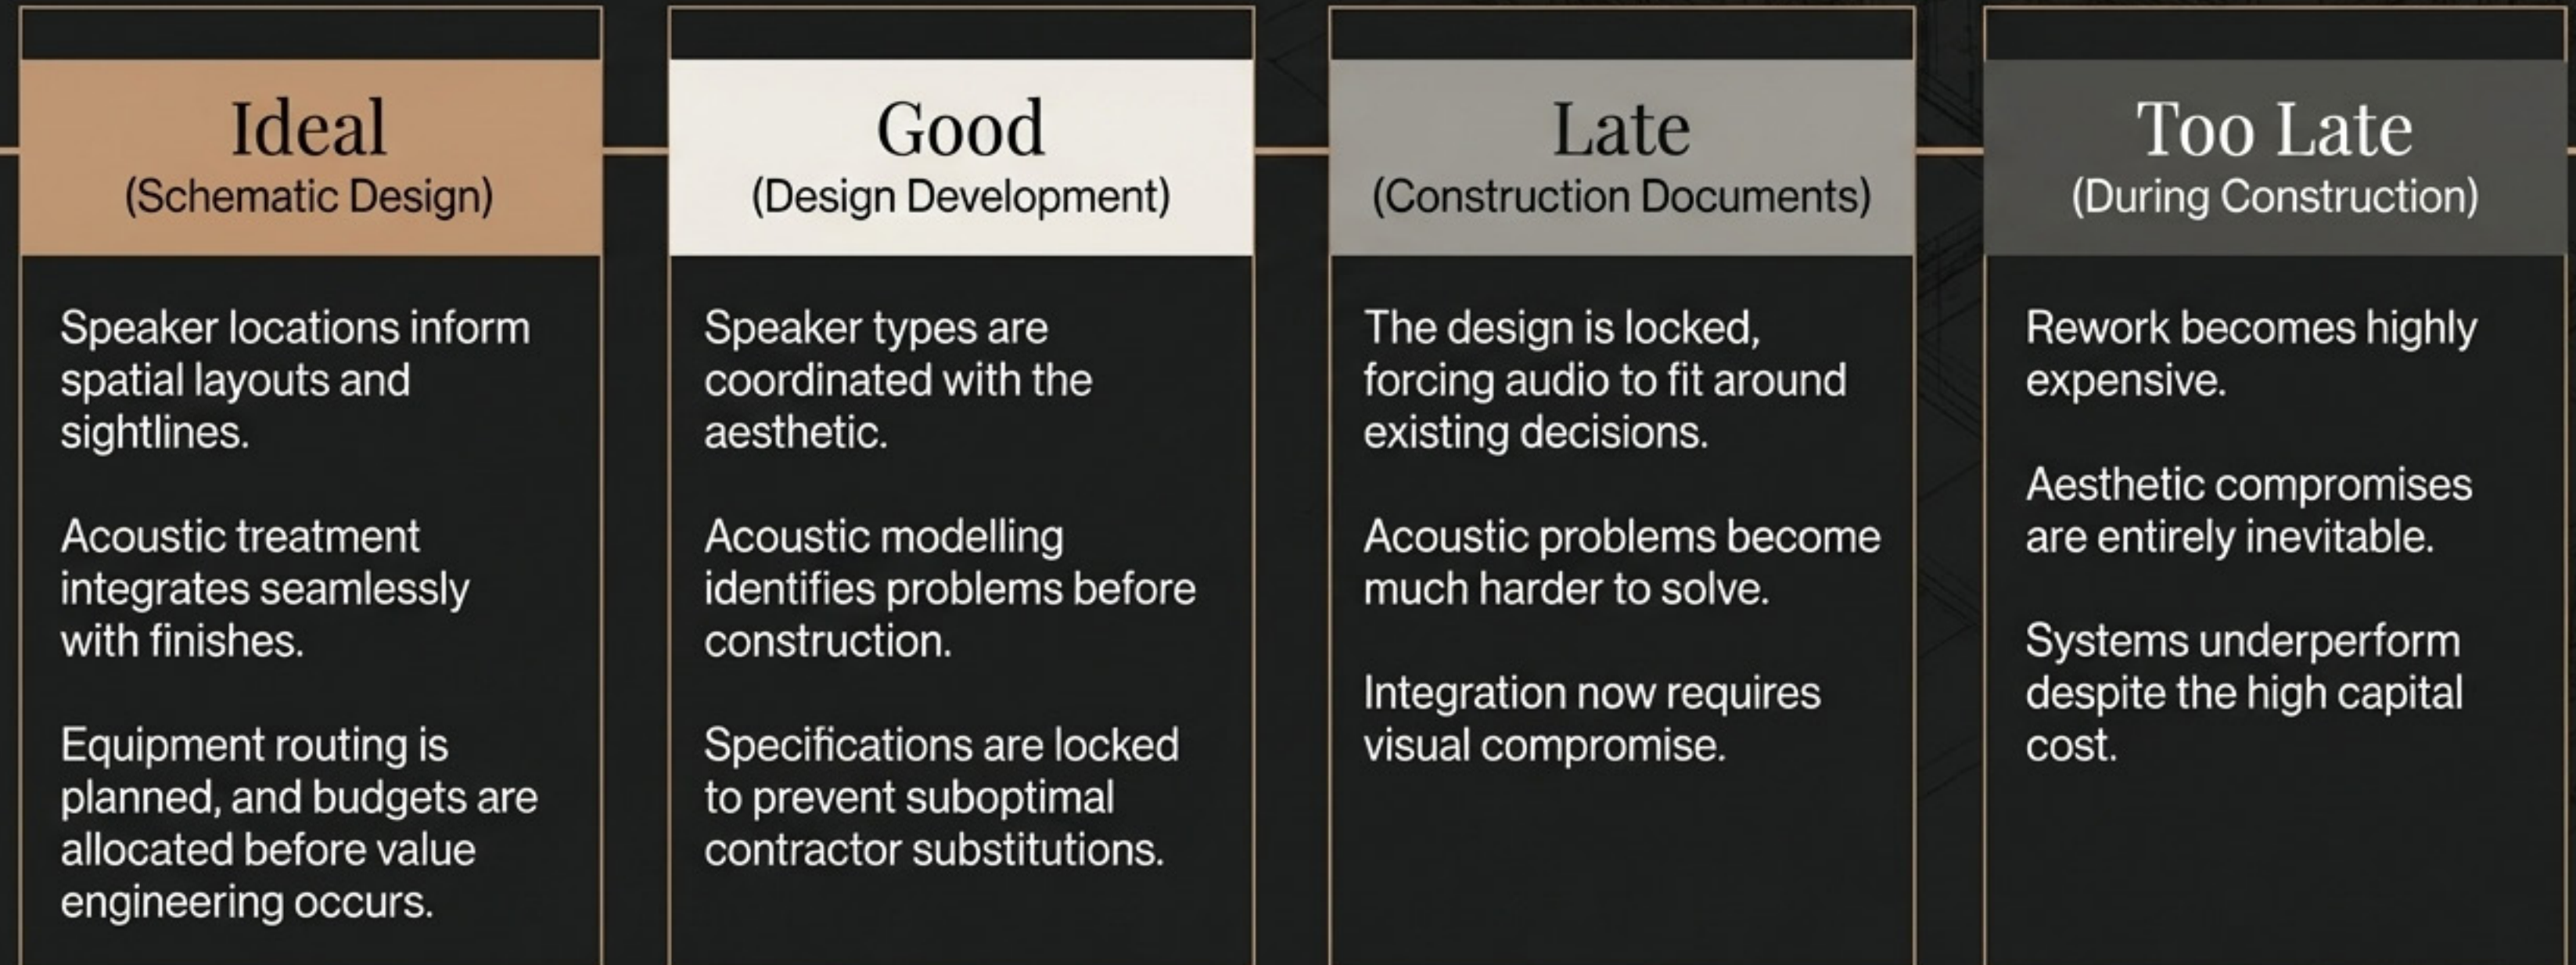 Ideal
(Schematic Design)
Speaker locations inform
spatial layouts and
sightlines.
Acoustic treatment
integrates seamlessly
with finishes.
Equipment routing is
planned, and budgets are
allocated before value
engineering occurs.
Good
(Design Development)
Speaker types are
coordinated with the
aesthetic.
Acoustic modelling
identifies problems before
construction.
Specifications are locked
to prevent suboptimal
contractor substitutions.
Late
(Construction Documents)
The design is locked,
forcing audio to fit around
existing decisions.
Acoustic problems become
much harder to solve.
Integration now requires
visual compromise.
Too Late
(During Construction)
Rework becomes highly
expensive.
Aesthetic compromises
are entirely inevitable.
Systems underperform
despite the high capital
cost.